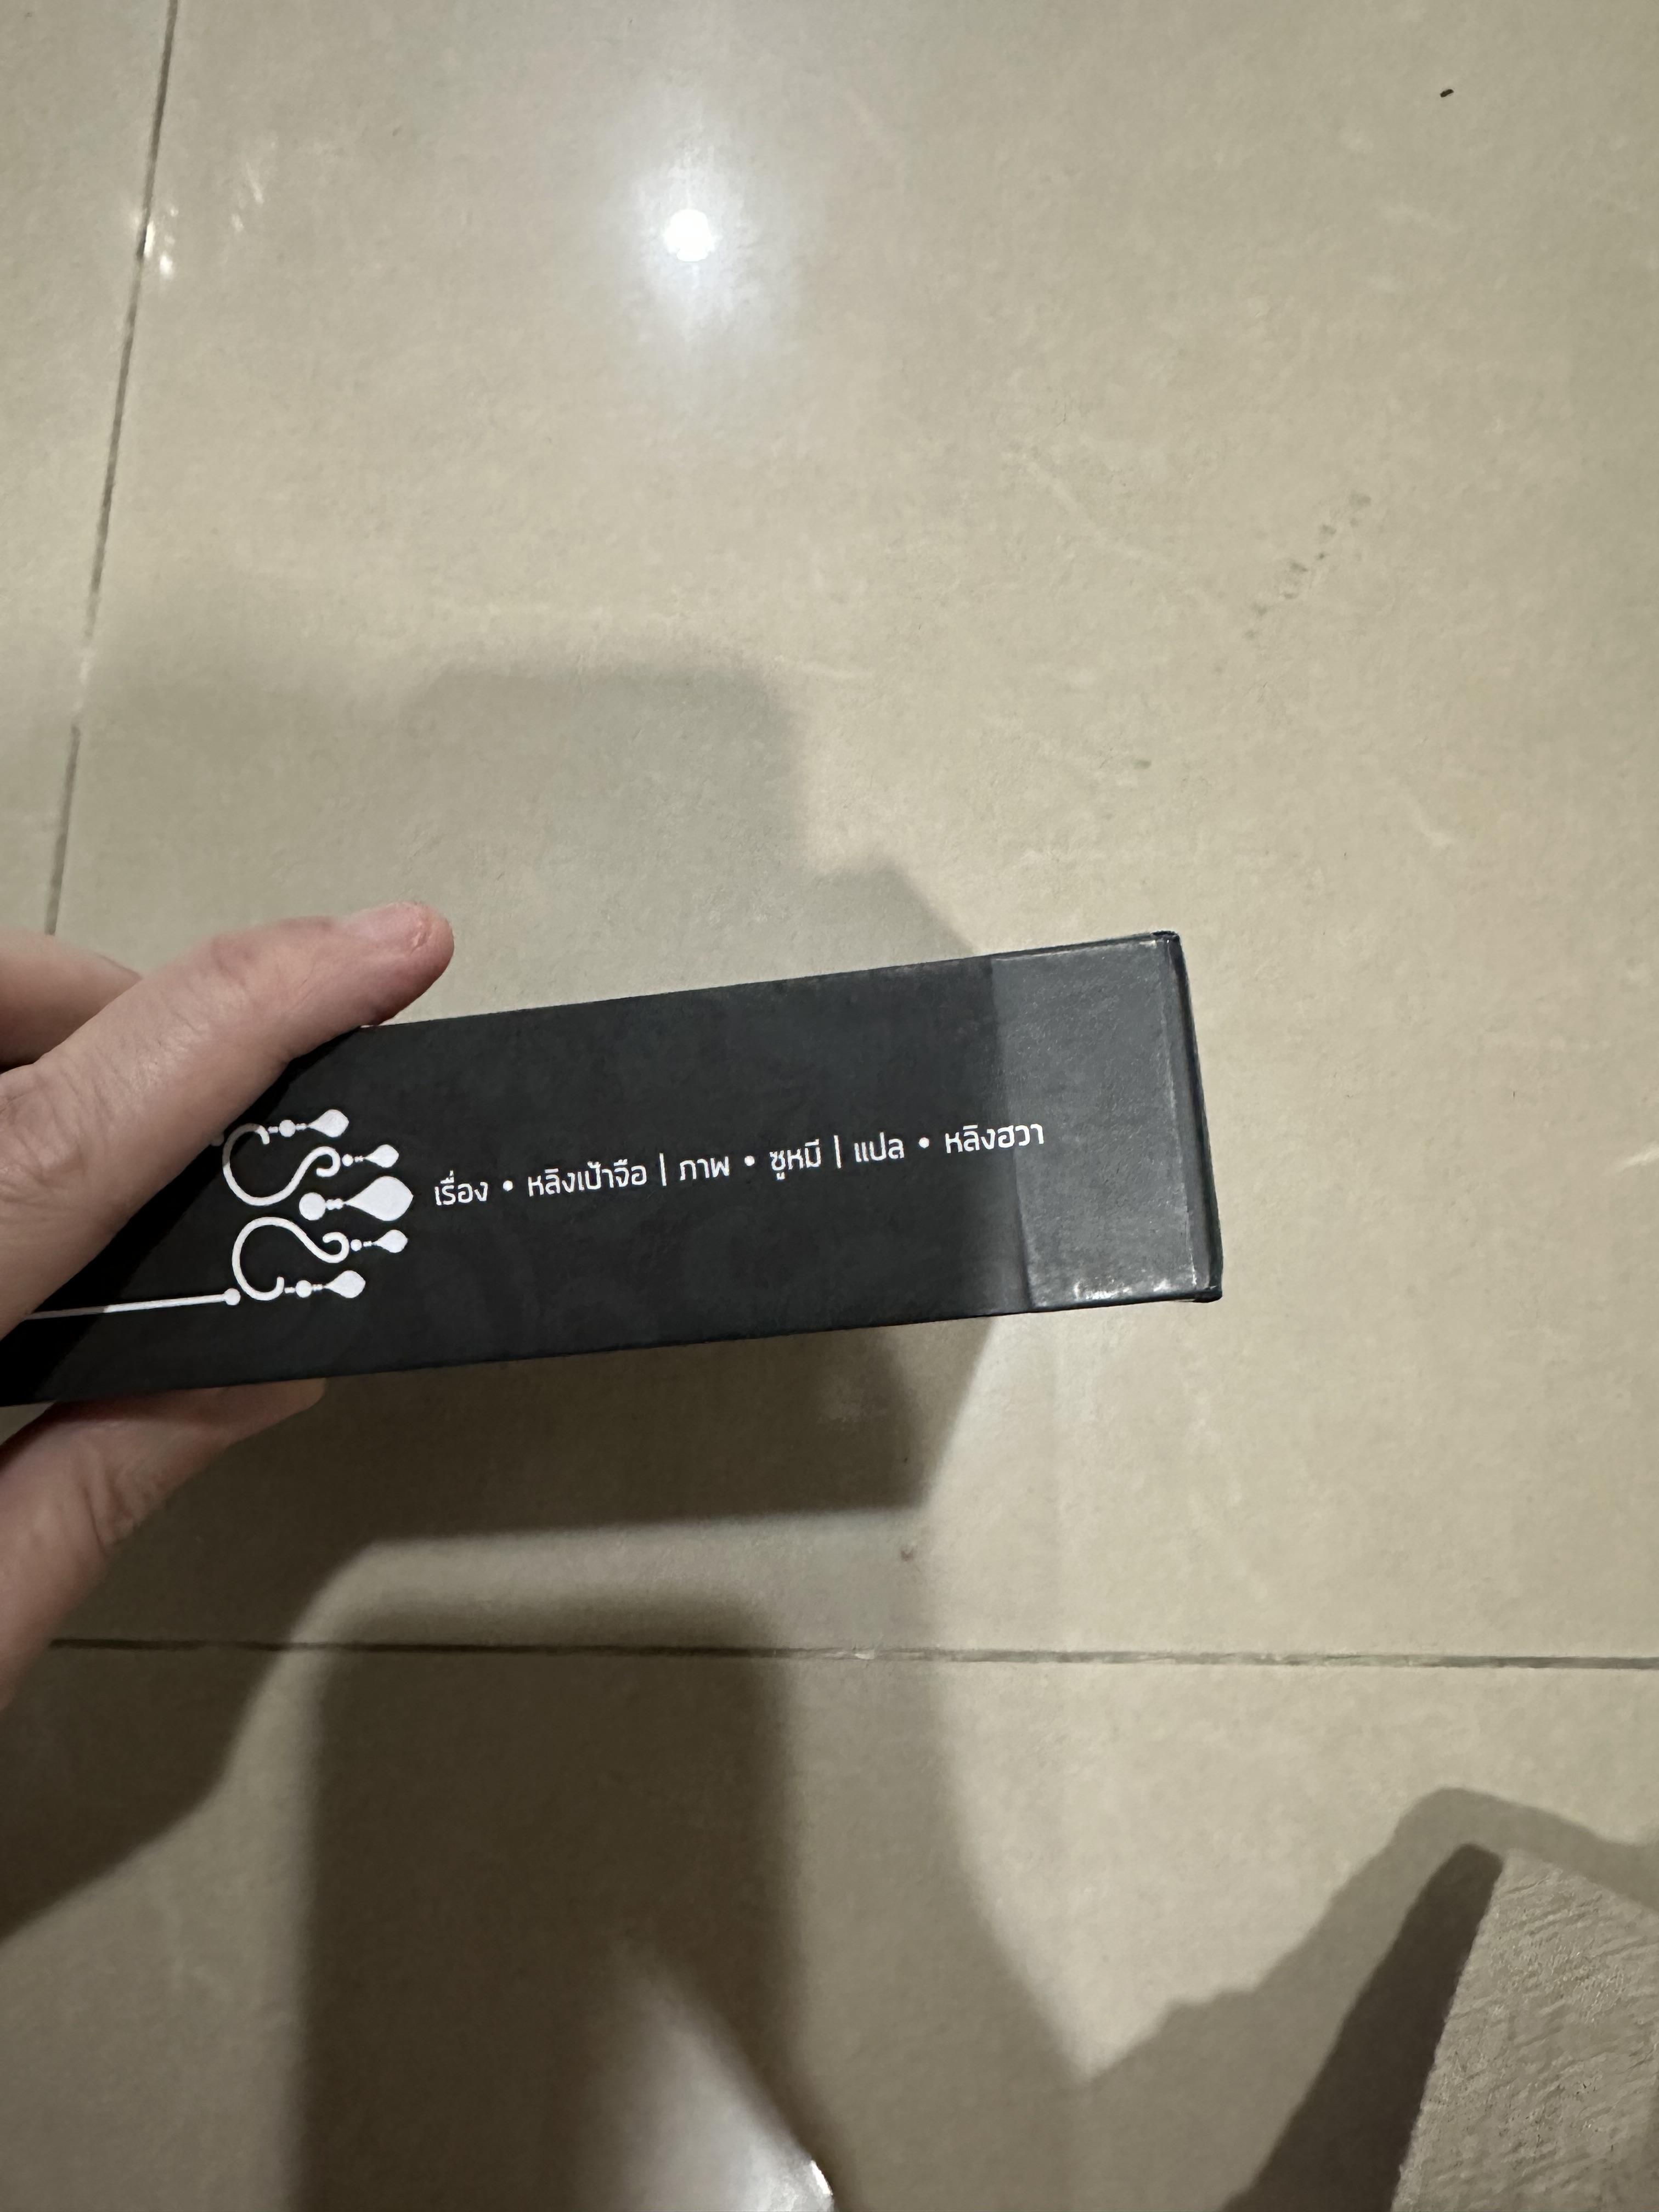 เรื่อง • หลิงเป้าจือ | ภาพ • ซูหมี | แปล • หลิงฮวา